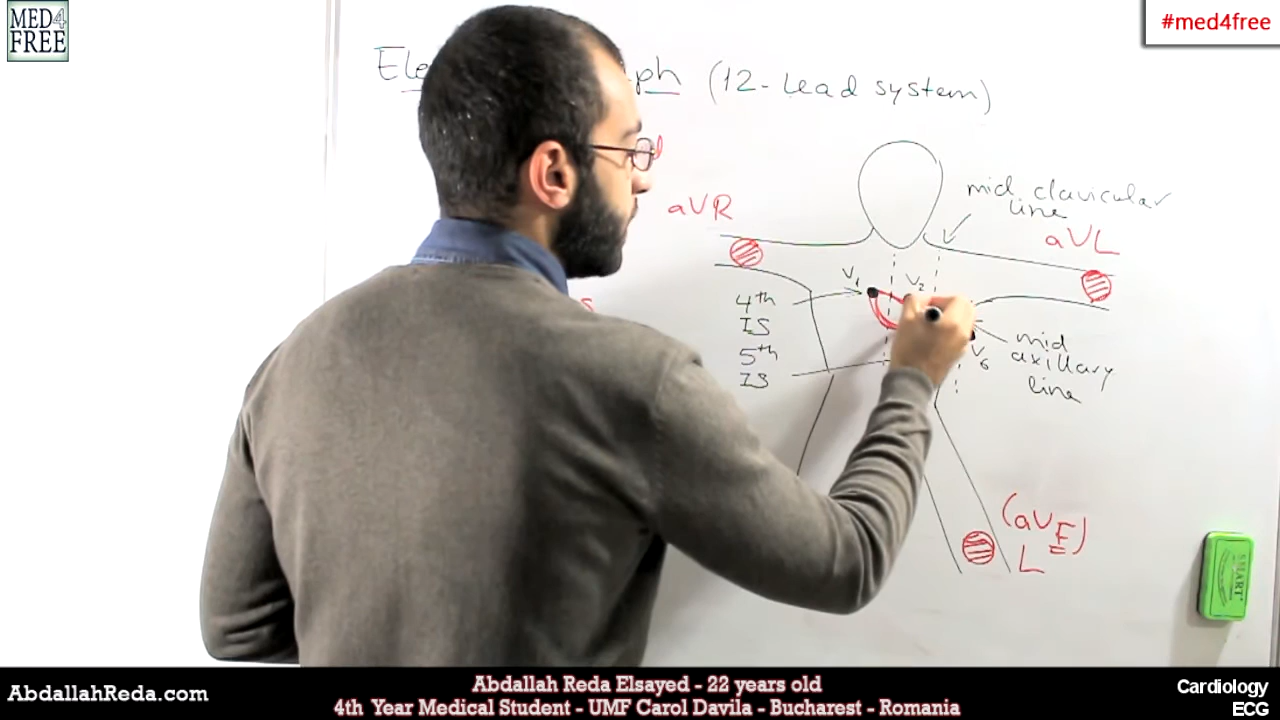 MED4
FREE
#med4free
(12-Lead system)
mid clavicular
line
aVR
aVL
V1
V2
4th
IS
5th
IS
mid
axillary
line
V6
(aVF)
L
SMART
AbdallahReda.com
Abdallah Reda Elsayed - 22 years old
4th Year Medical Student - UMF Carol Davila - Bucharest - Romania
Cardiology
ECG